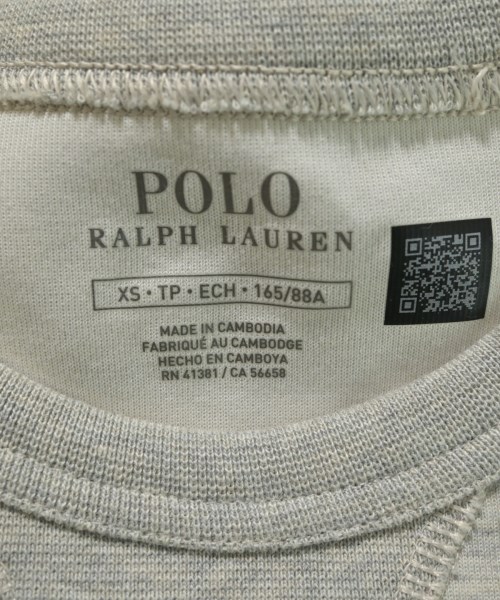 POLO
RALPH LAUREN
XS • TP • ECH • 165/88A
MADE IN CAMBODIA
FABRIQUÉ AU CAMBODGE
HECHO EN CAMBOYA
RN 41381 / CA 56658